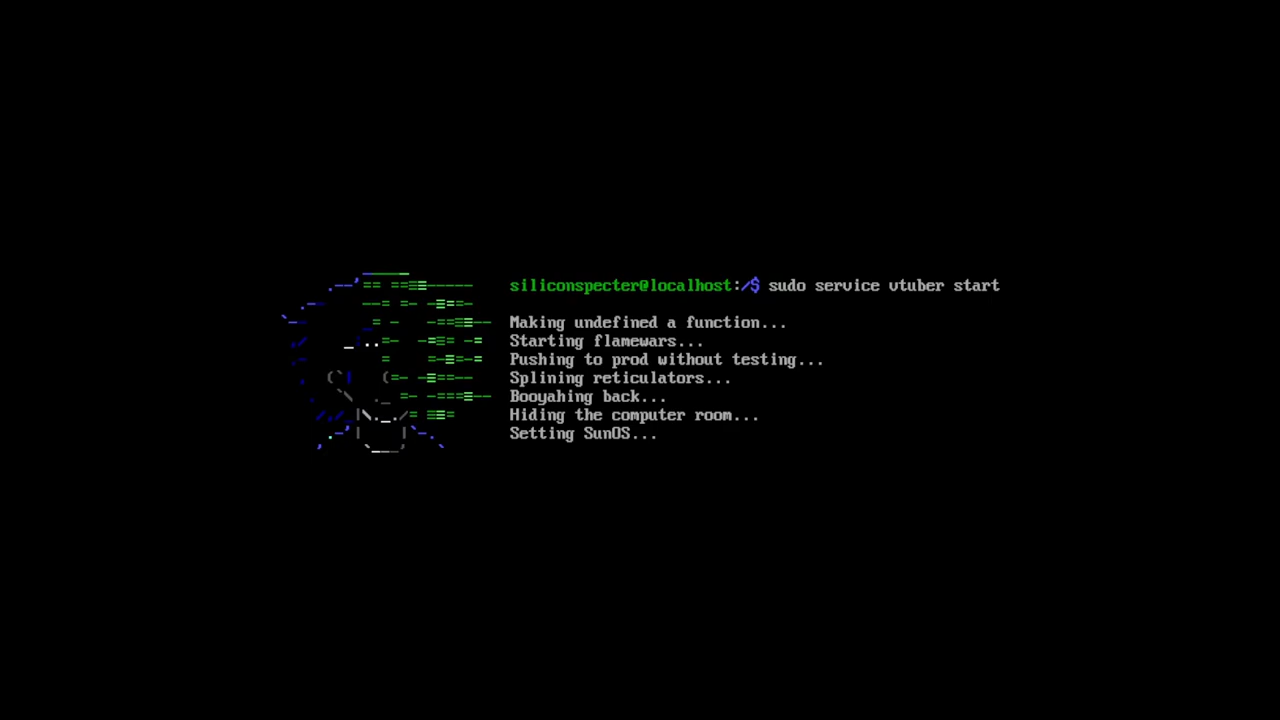 siliconspecter@localhost:/$ sudo service vtuber start
Making undefined a function...
Starting flamewars...
Pushing to prod without testing...
Splining reticulators...
Booyahing back...
Hiding the computer room...
Setting SunOS...